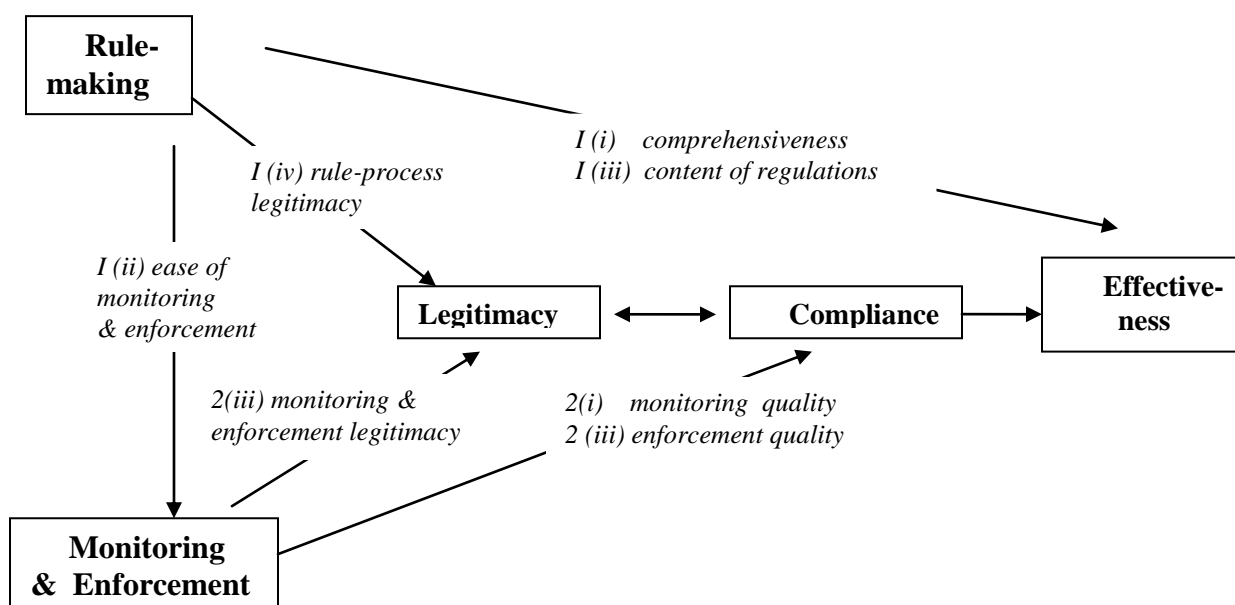 Rule-
making
I (i) comprehensiveness
I (iii) content of regulations
I (iv) rule-process
legitimacy
I (ii) ease of
monitoring
& enforcement
Legitimacy
Compliance
Effective-
ness
2(iii) monitoring &
enforcement legitimacy
2(i) monitoring quality
2 (iii) enforcement quality
Monitoring
& Enforcement